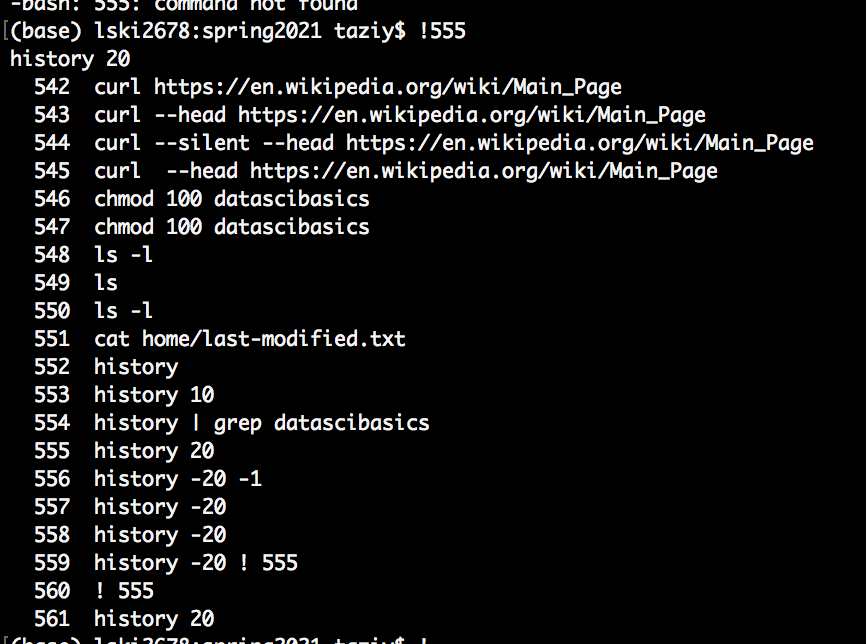 -bash: 555: command not found
[(base) lski2678:spring2021 taziy$ !555
history 20
542 curl https://en.wikipedia.org/wiki/Main_Page
543 curl --head https://en.wikipedia.org/wiki/Main_Page
544 curl --silent --head https://en.wikipedia.org/wiki/Main_Page
545 curl  --head https://en.wikipedia.org/wiki/Main_Page
546 chmod 100 datascibasics
547 chmod 100 datascibasics
548 ls -l
549 ls
550 ls -l
551 cat home/last-modified.txt
552 history
553 history 10
554 history | grep datascibasics
555 history 20
556 history -20 -1
557 history -20
558 history -20
559 history -20 ! 555
560 ! 555
561 history 20
[(base) lski2678:spring2021 taziy$ !